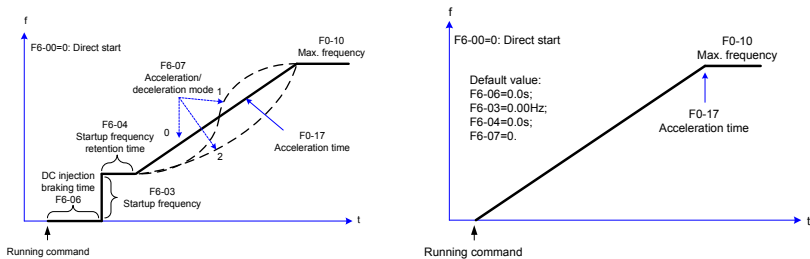 f
F6-00=0: Direct start
F0-10
Max. frequency
F6-07
Acceleration/
deceleration mode
1
0
2
F6-04
Startup frequency
retention time
F0-17
Acceleration time
DC injection
braking time
F6-06
F6-03
Startup frequency
t
Running command
f
F6-00=0: Direct start
F0-10
Max. frequency
Default value:
F6-06=0.0s;
F6-03=0.00Hz;
F6-04=0.0s;
F6-07=0.
F0-17
Acceleration time
t
Running command